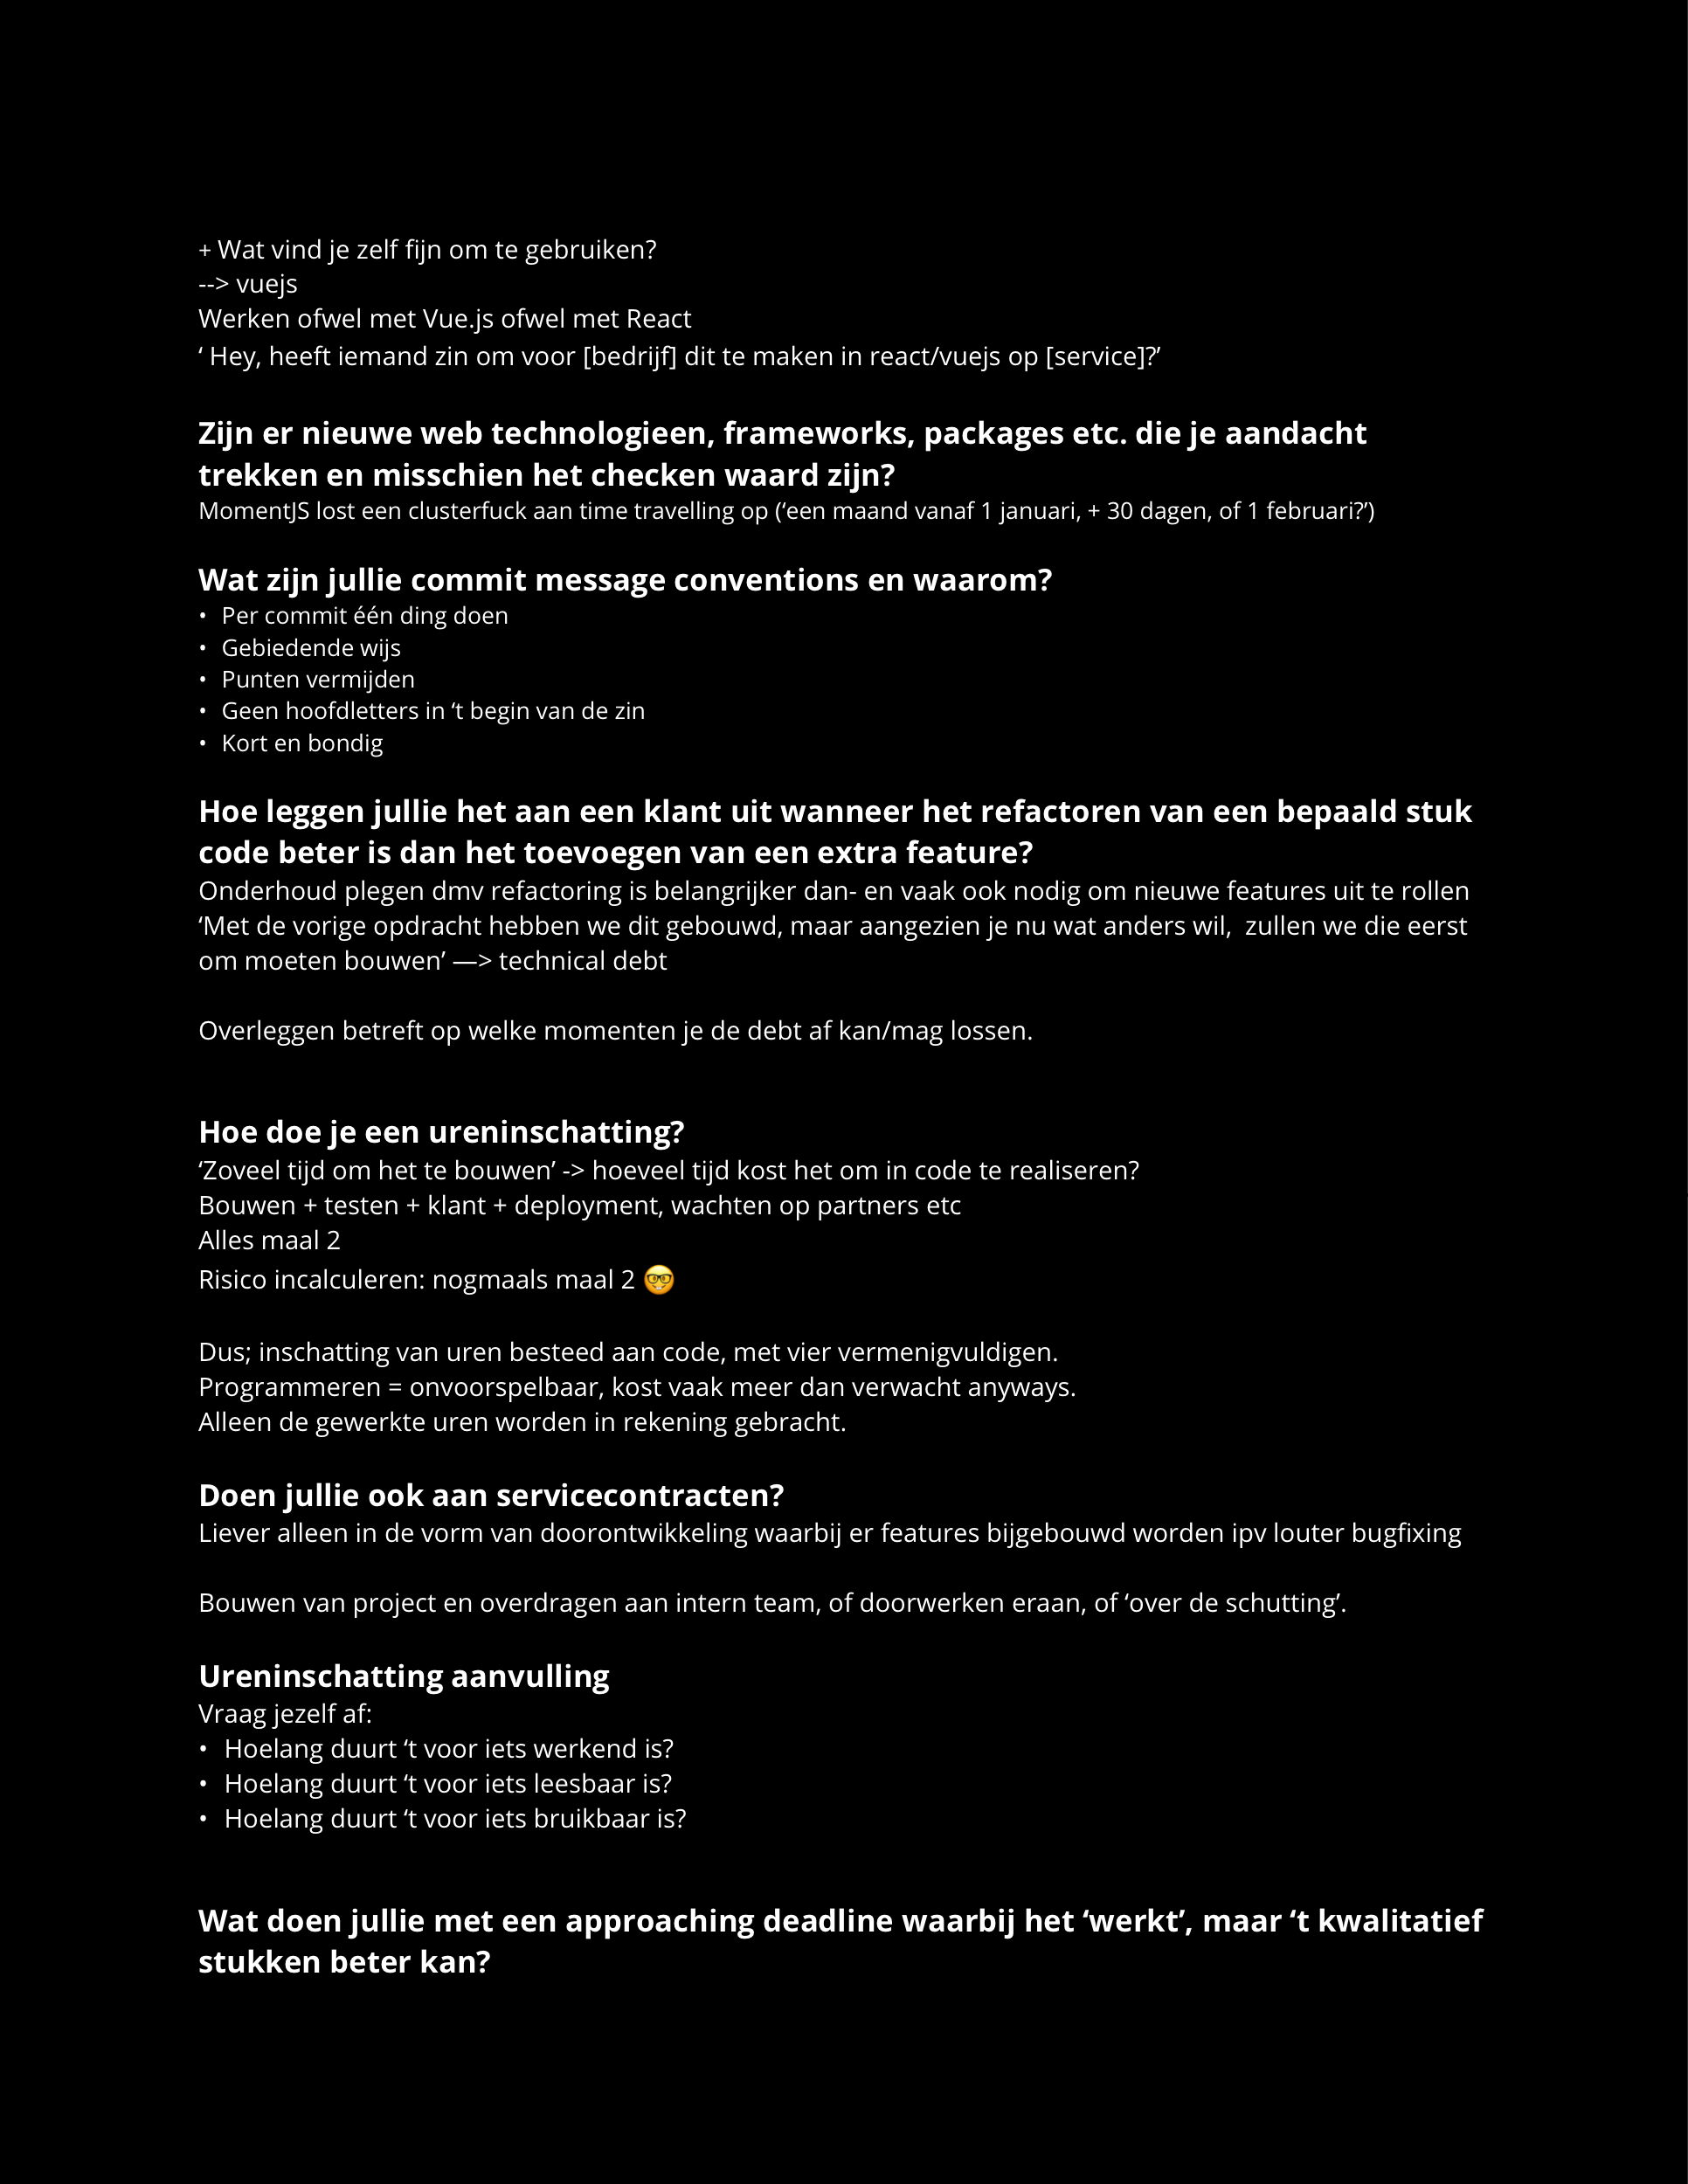 + Wat vind je zelf fijn om te gebruiken?
--> vuejs
Werken ofwel met Vue.js ofwel met React
‘ Hey, heeft iemand zin om voor [bedrijf] dit te maken in react/vuejs op [service]?’
Zijn er nieuwe web technologieen, frameworks, packages etc. die je aandacht
trekken en misschien het checken waard zijn?
MomentJS lost een clusterfuck aan time travelling op (‘een maand vanaf 1 januari, + 30 dagen, of 1 februari?’)
Wat zijn jullie commit message conventions en waarom?
• Per commit één ding doen
• Gebiedende wijs
• Punten vermijden
• Geen hoofdletters in ‘t begin van de zin
• Kort en bondig
Hoe leggen jullie het aan een klant uit wanneer het refactoren van een bepaald stuk
code beter is dan het toevoegen van een extra feature?
Onderhoud plegen dmv refactoring is belangrijker dan- en vaak ook nodig om nieuwe features uit te rollen
‘Met de vorige opdracht hebben we dit gebouwd, maar aangezien je nu wat anders wil,  zullen we die eerst
om moeten bouwen’ —> technical debt
Overleggen betreft op welke momenten je de debt af kan/mag lossen.
Hoe doe je een ureninschatting?
‘Zoveel tijd om het te bouwen’ -> hoeveel tijd kost het om in code te realiseren?
Bouwen + testen + klant + deployment, wachten op partners etc
Alles maal 2
Risico incalculeren: nogmaals maal 2 🤓
Dus; inschatting van uren besteed aan code, met vier vermenigvuldigen.
Programmeren = onvoorspelbaar, kost vaak meer dan verwacht anyways.
Alleen de gewerkte uren worden in rekening gebracht.
Doen jullie ook aan servicecontracten?
Liever alleen in de vorm van doorontwikkeling waarbij er features bijgebouwd worden ipv louter bugfixing
Bouwen van project en overdragen aan intern team, of doorwerken eraan, of ‘over de schutting’.
Ureninschatting aanvulling
Vraag jezelf af:
• Hoelang duurt ‘t voor iets werkend is?
• Hoelang duurt ‘t voor iets leesbaar is?
• Hoelang duurt ‘t voor iets bruikbaar is?
Wat doen jullie met een approaching deadline waarbij het ‘werkt’, maar ‘t kwalitatief
stukken beter kan?